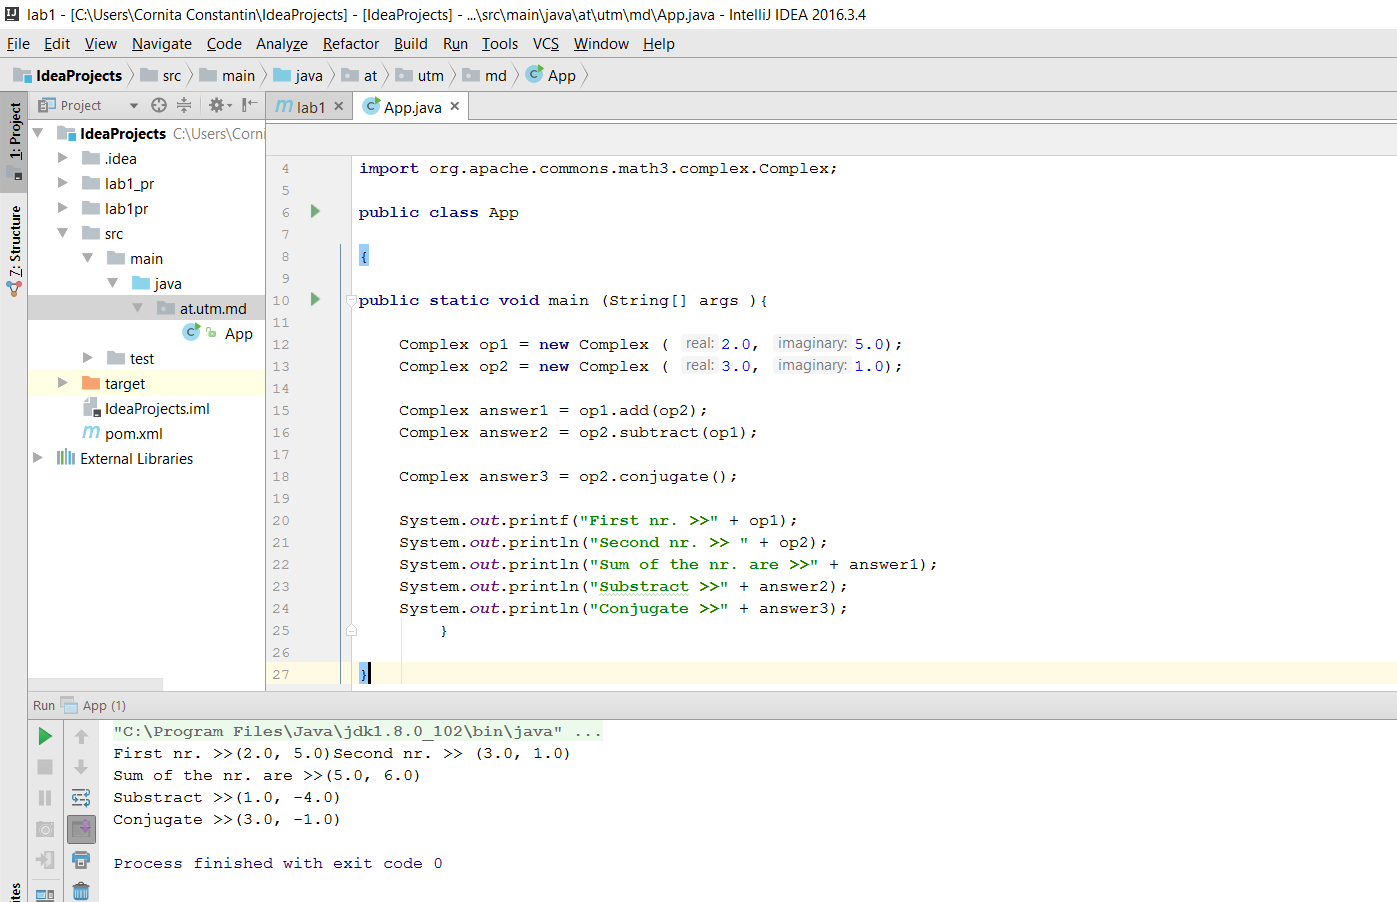 lab1 - [C:\Users\Cornita Constantin\IdeaProjects] - [IdeaProjects] - ...\src\main\java\at\utm\md\App.java - IntelliJ IDEA 2016.3.4
File Edit View Navigate Code Analyze Refactor Build Run Tools VCS Window Help
IdeaProjects src main java at utm md App
1: Project
7: Structure
Project
IdeaProjects C:\Users\Corni
.idea
lab1_pr
lab1pr
src
main
java
at.utm.md
App
test
target
IdeaProjects.iml
pom.xml
External Libraries
lab1 App.java
4 import org.apache.commons.math3.complex.Complex;
5
6 public class App
7
8 {
9
10 public static void main (String[] args ){
11
12 Complex op1 = new Complex ( real: 2.0, imaginary: 5.0);
13 Complex op2 = new Complex ( real: 3.0, imaginary: 1.0);
14
15 Complex answer1 = op1.add(op2);
16 Complex answer2 = op2.subtract(op1);
17
18 Complex answer3 = op2.conjugate();
19
20 System.out.printf("First nr. >>" + op1);
21 System.out.println("Second nr. >> " + op2);
22 System.out.println("Sum of the nr. are >>" + answer1);
23 System.out.println("Substract >>" + answer2);
24 System.out.println("Conjugate >>" + answer3);
25 }
26
27 }
Run App (1)
"C:\Program Files\Java\jdk1.8.0_102\bin\java" ...
First nr. >>(2.0, 5.0)Second nr. >> (3.0, 1.0)
Sum of the nr. are >>(5.0, 6.0)
Substract >>(1.0, -4.0)
Conjugate >>(3.0, -1.0)
Process finished with exit code 0